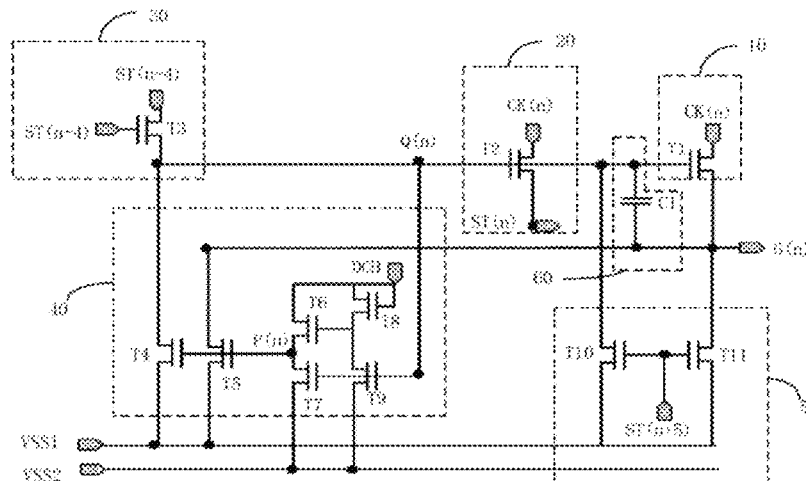 30
20
10
ST(n-4)
CK(n)
CK(n)
ST(n-4)
T3
Q(n)
T2
T1
C1
ST(n)
G(n)
60
DCH
40
T6
T8
P(n)
T4
T5
T10
T11
T7
T9
ST(n+5)
VSS1
VSS2